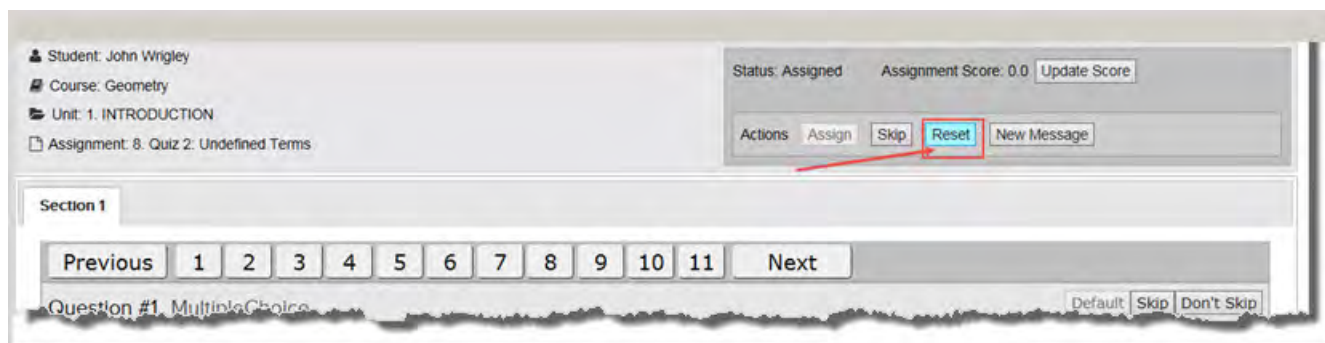 Student: John Wrigley
Course: Geometry
Unit: 1. INTRODUCTION
Assignment: 8. Quiz 2: Undefined Terms
Status: Assigned Assignment Score: 0.0 Update Score
Actions Assign Skip Reset New Message
Section 1
Previous 1 2 3 4 5 6 7 8 9 10 11 Next
Question #1 MultipleChoice Default Skip Don't Skip